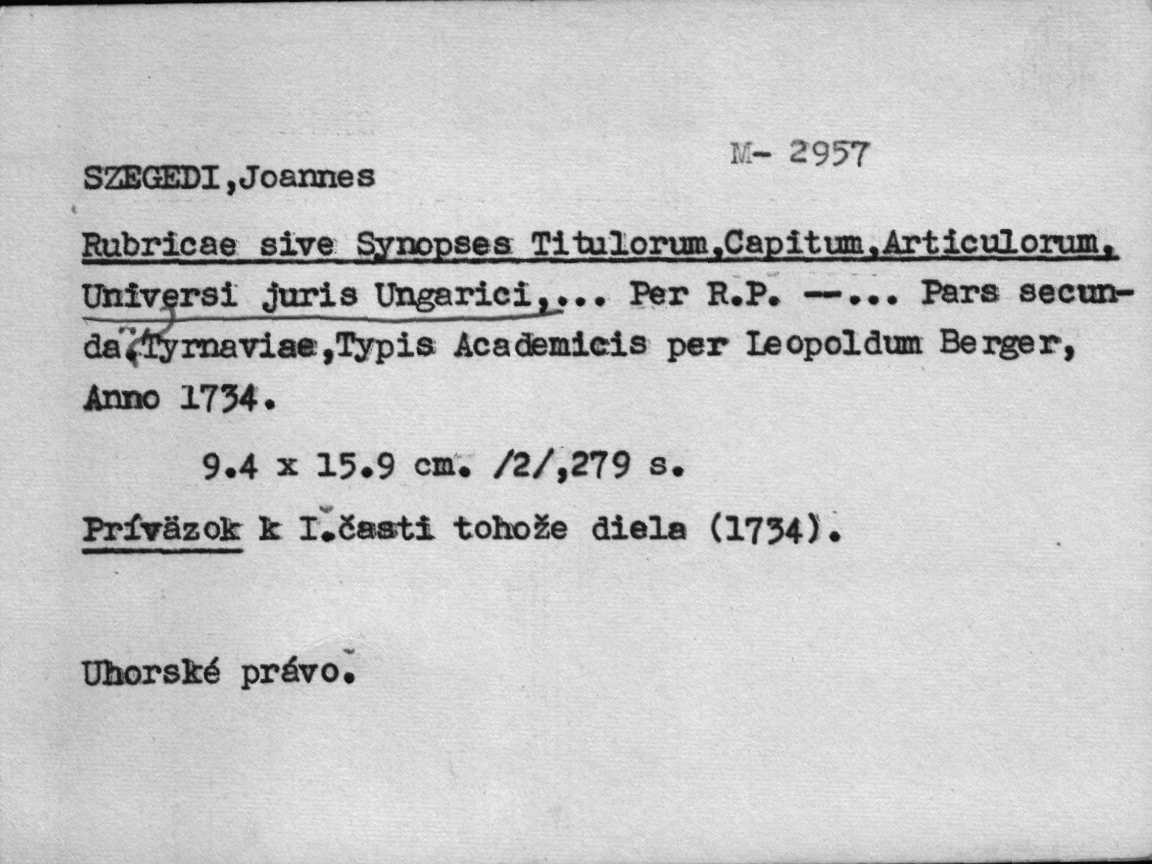 M- 2957
SZEGEDI,Joannes
Rubricae sive Synopses Titulorum,Capitum,Articulorum,
Universi juris Ungarici,... Per R.P. —... Pars secun-
da.Tyrnaviae,Typis Academicis per Leopoldum Berger,
Anno 1734.
9.4 x 15.9 cm. /2/,279 s.
Príväzok k I.časti tohože diela (1734).
Uhorské právo.